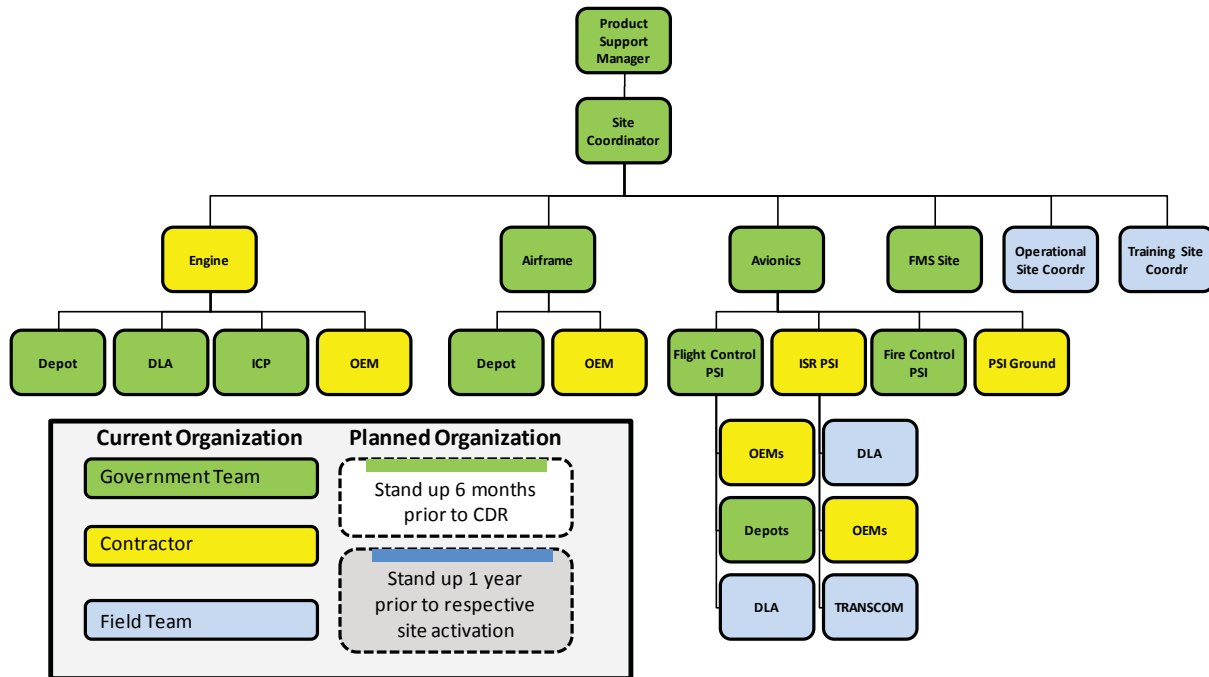 Product
Support
Manager
Site
Coordinator
Engine
Airframe
Avionics
FMS Site
Operational
Site Coordr
Training Site
Coordr
Depot
DLA
ICP
OEM
Depot
OEM
Flight Control
PSI
ISR PSI
Fire Control
PSI
PSI Ground
OEMs
DLA
Depots
OEMs
DLA
TRANSCOM
Current Organization
Planned Organization
Government Team
Contractor
Field Team
Stand up 6 months
prior to CDR
Stand up 1 year
prior to respective
site activation